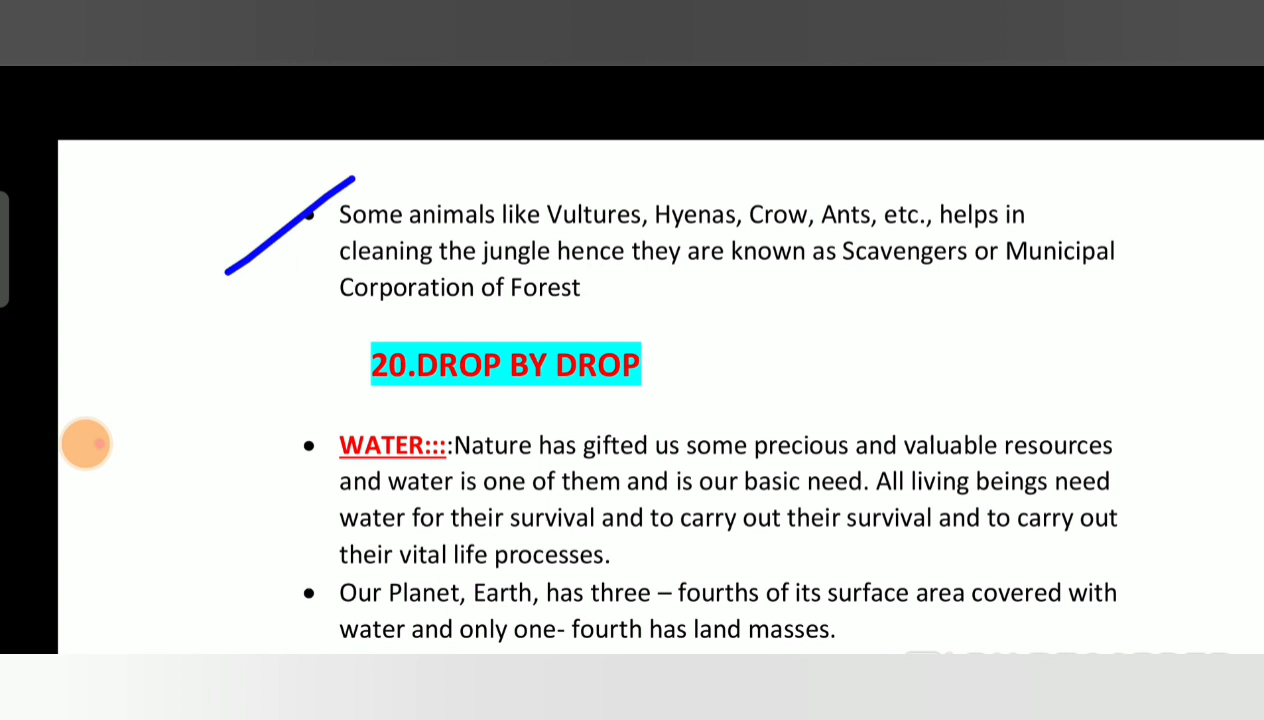 Some animals like Vultures, Hyenas, Crow, Ants, etc., helps in
cleaning the jungle hence they are known as Scavengers or Municipal
Corporation of Forest
20.DROP BY DROP
WATER:::::Nature has gifted us some precious and valuable resources
and water is one of them and is our basic need. All living beings need
water for their survival and to carry out their survival and to carry out
their vital life processes.
Our Planet, Earth, has three – fourths of its surface area covered with
water and only one- fourth has land masses.